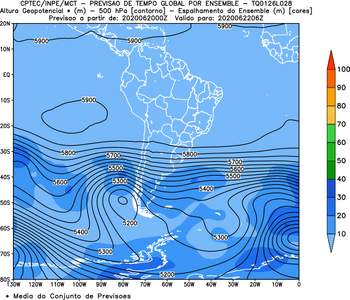 CPTEC/INPE/MCT - PREVISAO DE TEMPO GLOBAL POR ENSEMBLE - TQ0126L028
Altura Geopotencial * (m) - 500 hPa [contorno] - Espalhamento do Ensemble (m) [cores]
Previsao a partir de: 2020062000Z Valido para: 2020062206Z
20N
10N
EQ
10S
20S
30S
40S
50S
60S
70S
80S
130W 120W 110W 100W 90W 80W 70W 60W 50W 40W 30W 20W 10W 0
5900
5900
5900
5800
5800
5700
5700
5600
5600
5500
5500
5400
5400
5300
5300
5300
5200
5200
5200
100
90
80
70
60
50
40
30
20
10
* Media do Conjunto de Previsoes